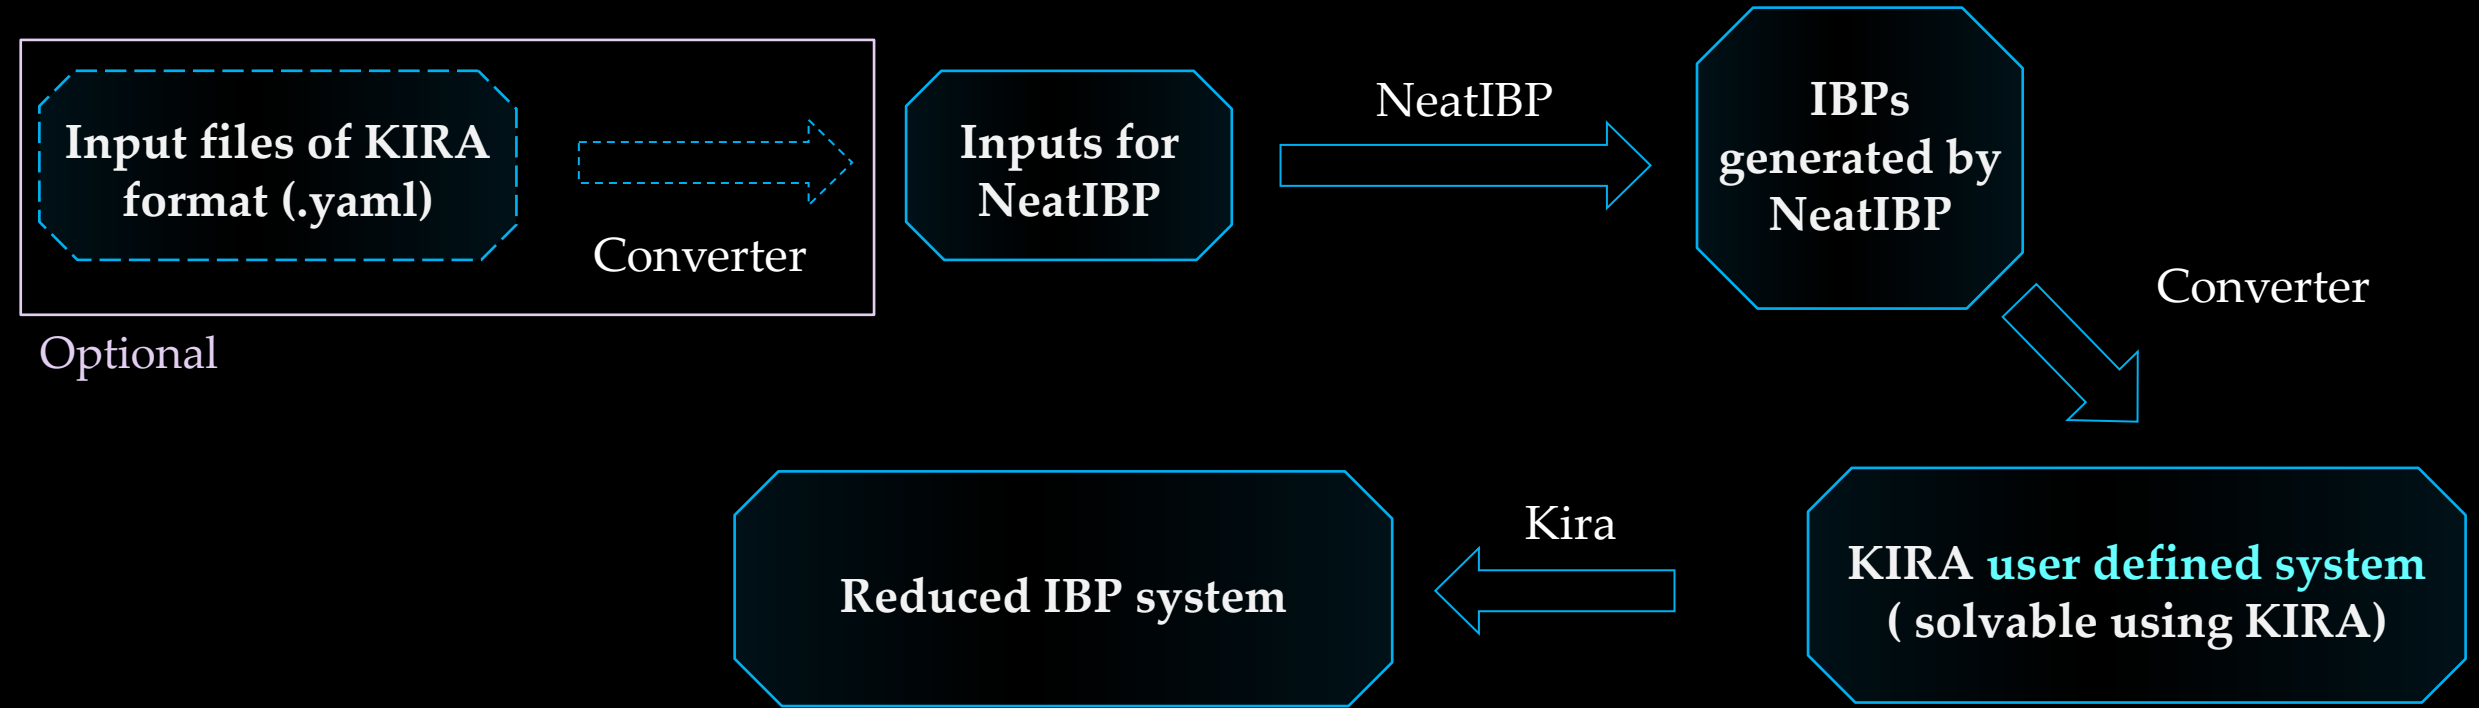 Input files of KIRA
format (.yaml)
Converter
Optional
Inputs for
NeatIBP
NeatIBP
IBPs
generated by
NeatIBP
Converter
KIRA user defined system
( solvable using KIRA)
Kira
Reduced IBP system